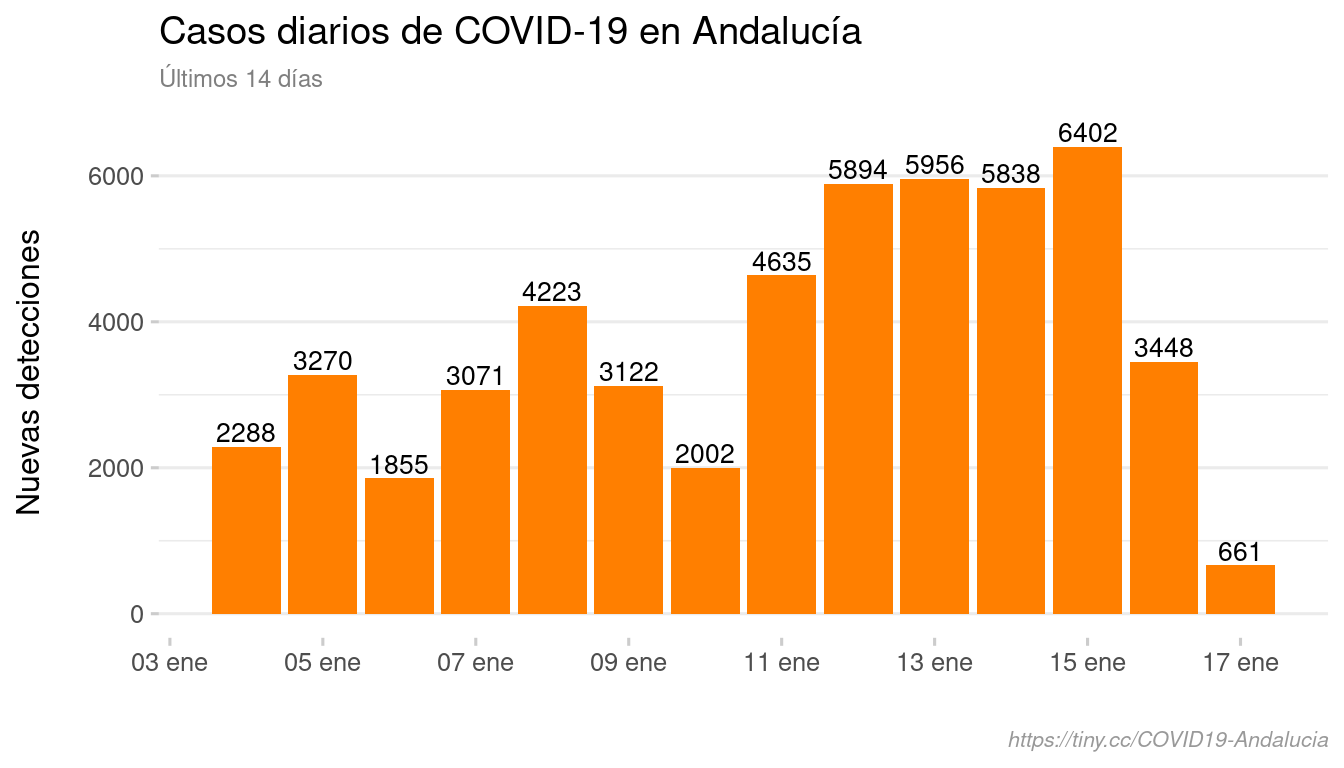 Casos diarios de COVID-19 en Andalucía
Últimos 14 días
Nuevas detecciones
6000
4000
2000
0
2288
3270
1855
3071
4223
3122
2002
4635
5894
5956
5838
6402
3448
661
03 ene
05 ene
07 ene
09 ene
11 ene
13 ene
15 ene
17 ene
https://tiny.cc/COVID19-Andalucia